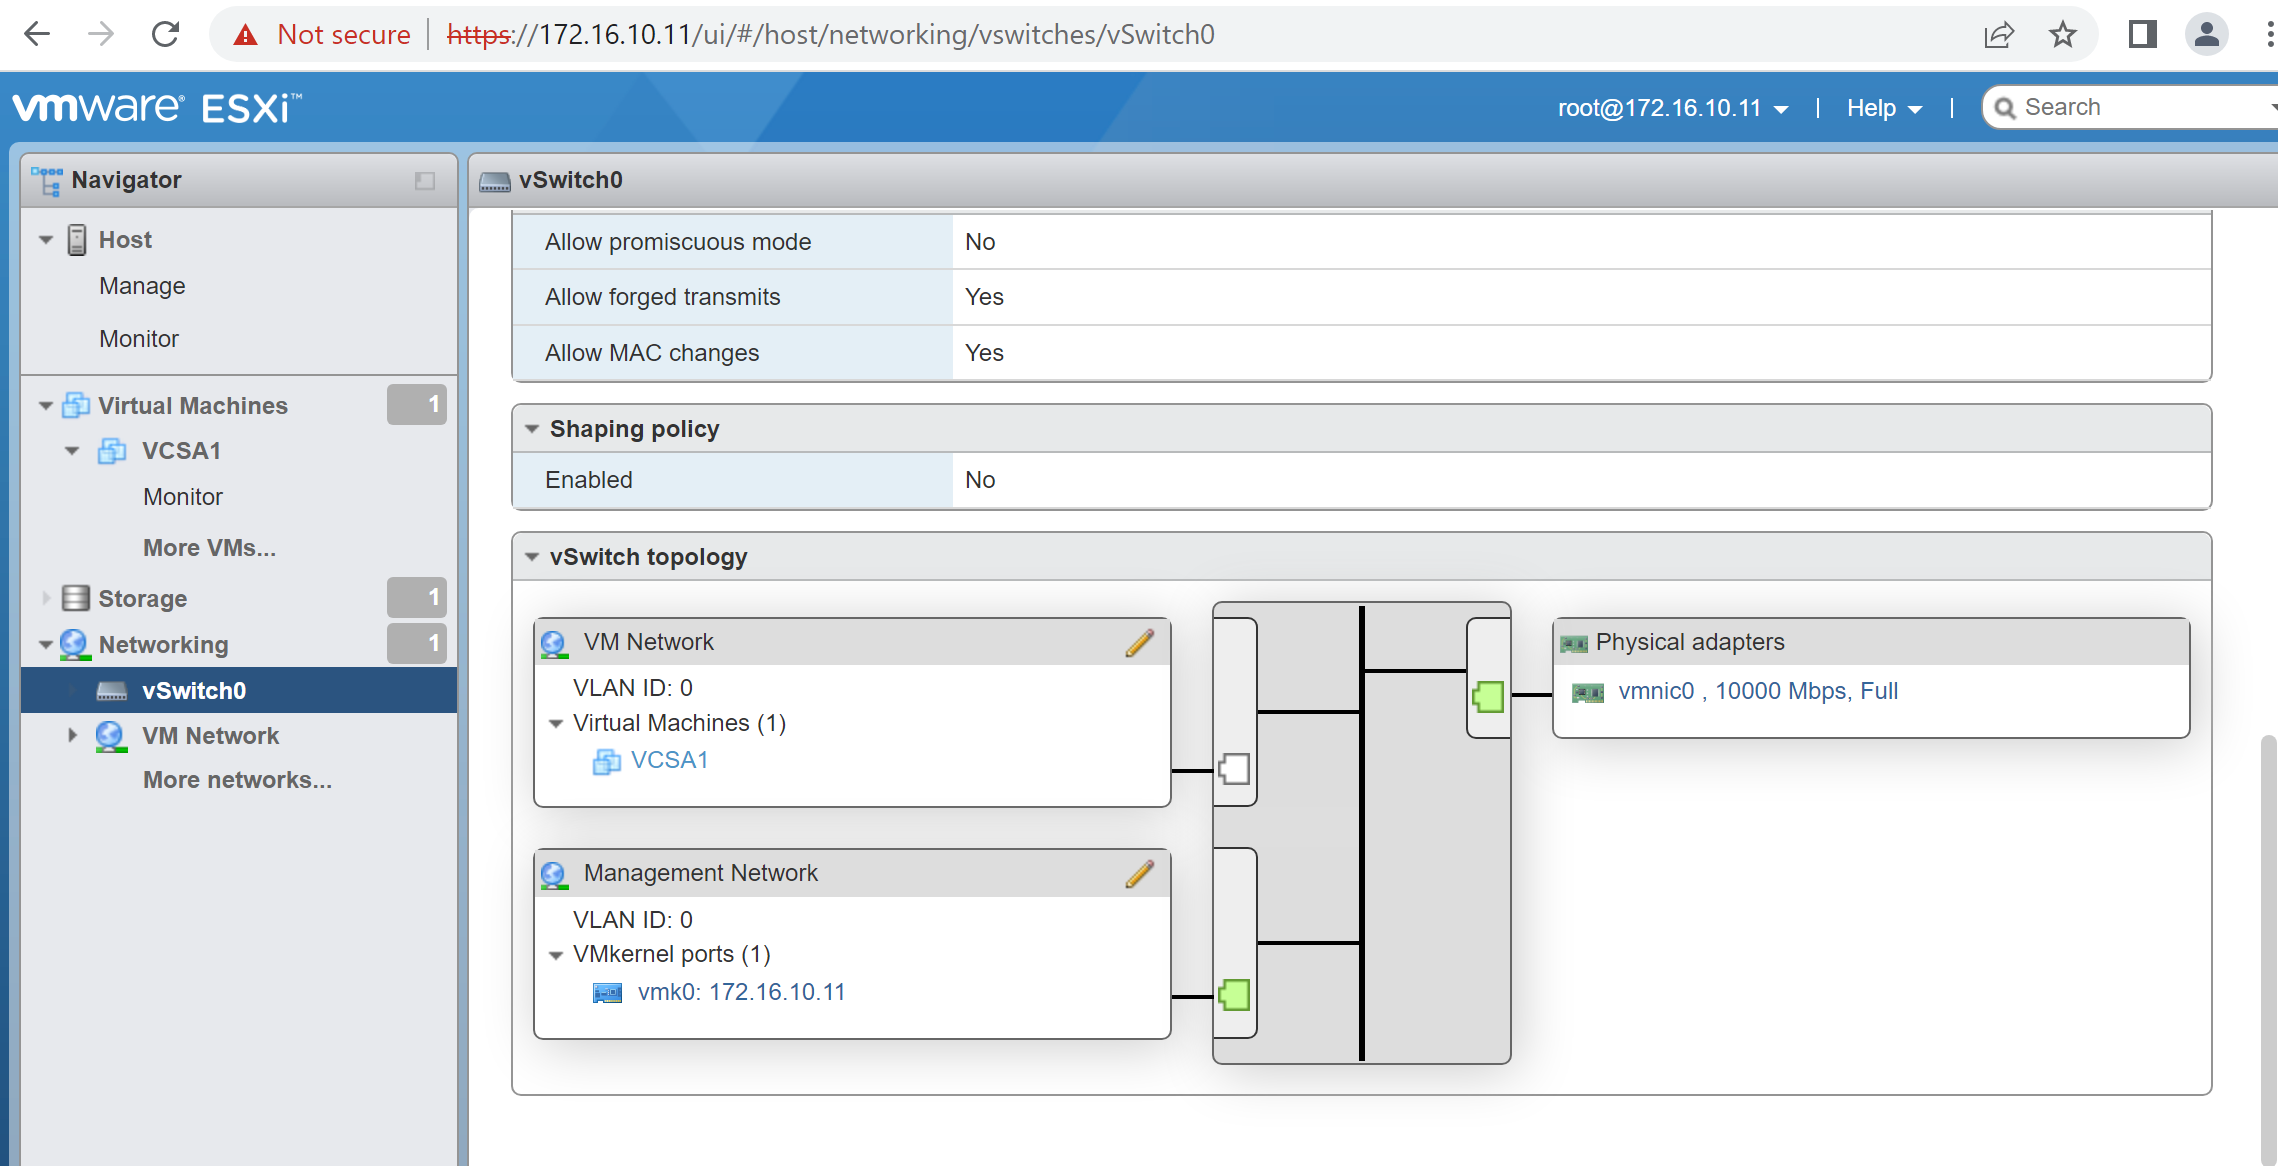 Not secure | https://172.16.10.11/ui/#/host/networking/vswitches/vSwitch0
vmware® ESXi™
root@172.16.10.11 | Help | Search
Navigator
Host
Manage
Monitor
Virtual Machines 1
VCSA1
Monitor
More VMs...
Storage 1
Networking 1
vSwitch0
VM Network
More networks...
vSwitch0
Allow promiscuous mode No
Allow forged transmits Yes
Allow MAC changes Yes
Shaping policy
Enabled No
vSwitch topology
VM Network
VLAN ID: 0
Virtual Machines (1)
VCSA1
Management Network
VLAN ID: 0
VMkernel ports (1)
vmk0: 172.16.10.11
Physical adapters
vmnic0 , 10000 Mbps, Full